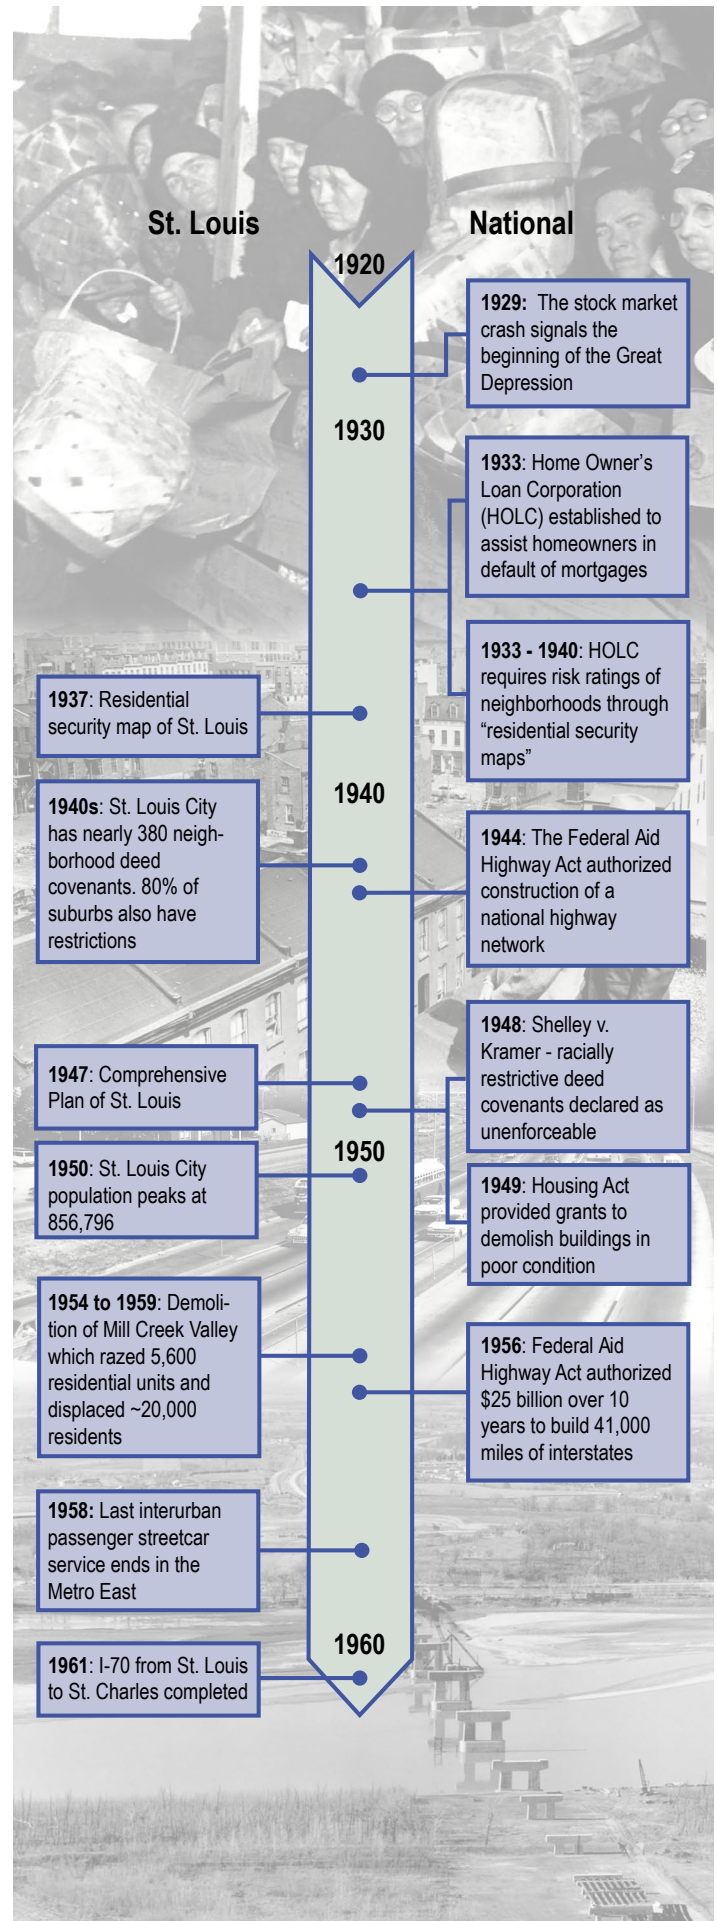 St. Louis
National
1920
1929: The stock market
crash signals the
beginning of the Great
Depression
1930
1933: Home Owner’s
Loan Corporation
(HOLC) established to
assist homeowners in
default of mortgages
1933 - 1940: HOLC
requires risk ratings of
neighborhoods through
“residential security
maps”
1937: Residential
security map of St. Louis
1940
1940s: St. Louis City
has nearly 380 neigh-
borhood deed
covenants. 80% of
suburbs also have
restrictions
1944: The Federal Aid
Highway Act authorized
construction of a
national highway
network
1948: Shelley v.
Kramer - racially
restrictive deed
covenants declared as
unenforceable
1947: Comprehensive
Plan of St. Louis
1950
1950: St. Louis City
population peaks at
856,796
1949: Housing Act
provided grants to
demolish buildings in
poor condition
1954 to 1959: Demoli-
tion of Mill Creek Valley
which razed 5,600
residential units and
displaced ~20,000
residents
1956: Federal Aid
Highway Act authorized
$25 billion over 10
years to build 41,000
miles of interstates
1958: Last interurban
passenger streetcar
service ends in the
Metro East
1960
1961: I-70 from St. Louis
to St. Charles completed